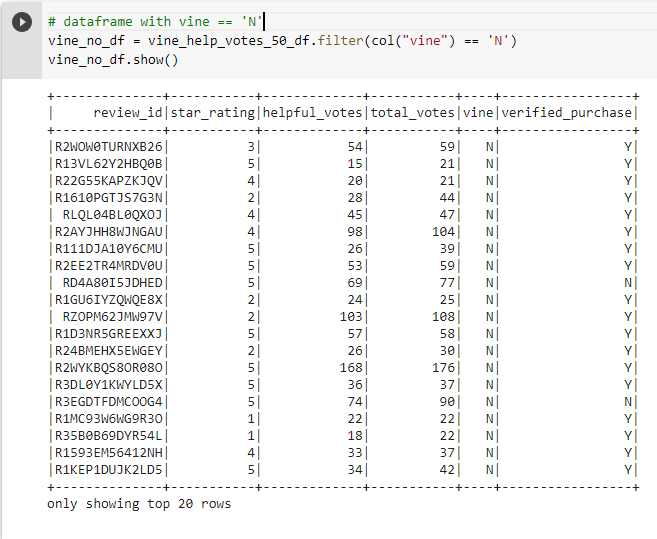 # dataframe with vine == 'N'
vine_no_df = vine_help_votes_50_df.filter(col("vine") == 'N')
vine_no_df.show()
+--------------+-----------+-------------+-----------+----+-----------------+
|     review_id|star_rating|helpful_votes|total_votes|vine|verified_purchase|
+--------------+-----------+-------------+-----------+----+-----------------+
|R2WOW0TURNXB26|          3|           54|         59|   N|                Y|
|R13VL62Y2HBQ0B|          5|           15|         21|   N|                Y|
|R22G55KAPZKJQV|          4|           20|         21|   N|                Y|
|R1610PGTJS7G3N|          2|           28|         44|   N|                Y|
| RLQL04BL0QXOJ|          4|           45|         47|   N|                Y|
|R2AYJHH8WJNGAU|          4|           98|        104|   N|                Y|
|R111DJA10Y6CMU|          5|           26|         39|   N|                Y|
|R2EE2TR4MRDV0U|          5|           53|         59|   N|                Y|
| RD4A80I5JDHED|          5|           69|         77|   N|                N|
|R1GU6IYZQWQE8X|          2|           24|         25|   N|                Y|
| RZOPM62JMW97V|          2|          103|        108|   N|                Y|
|R1D3NR5GREEXXJ|          5|           57|         58|   N|                Y|
|R24BMEHX5EWGEY|          2|           26|         30|   N|                Y|
|R2WYKBQS8OR08O|          5|          168|        176|   N|                Y|
|R3DL0Y1KWYLD5X|          5|           36|         37|   N|                Y|
|R3EGDTFDMCOOG4|          5|           74|         90|   N|                N|
|R1MC93W6WG9R3O|          1|           22|         22|   N|                Y|
|R35B0B69DYR54L|          1|           18|         22|   N|                Y|
|R1593EM56412NH|          4|           33|         37|   N|                Y|
|R1KEP1DUJK2LD5|          5|           34|         42|   N|                Y|
+--------------+-----------+-------------+-----------+----+-----------------+
only showing top 20 rows